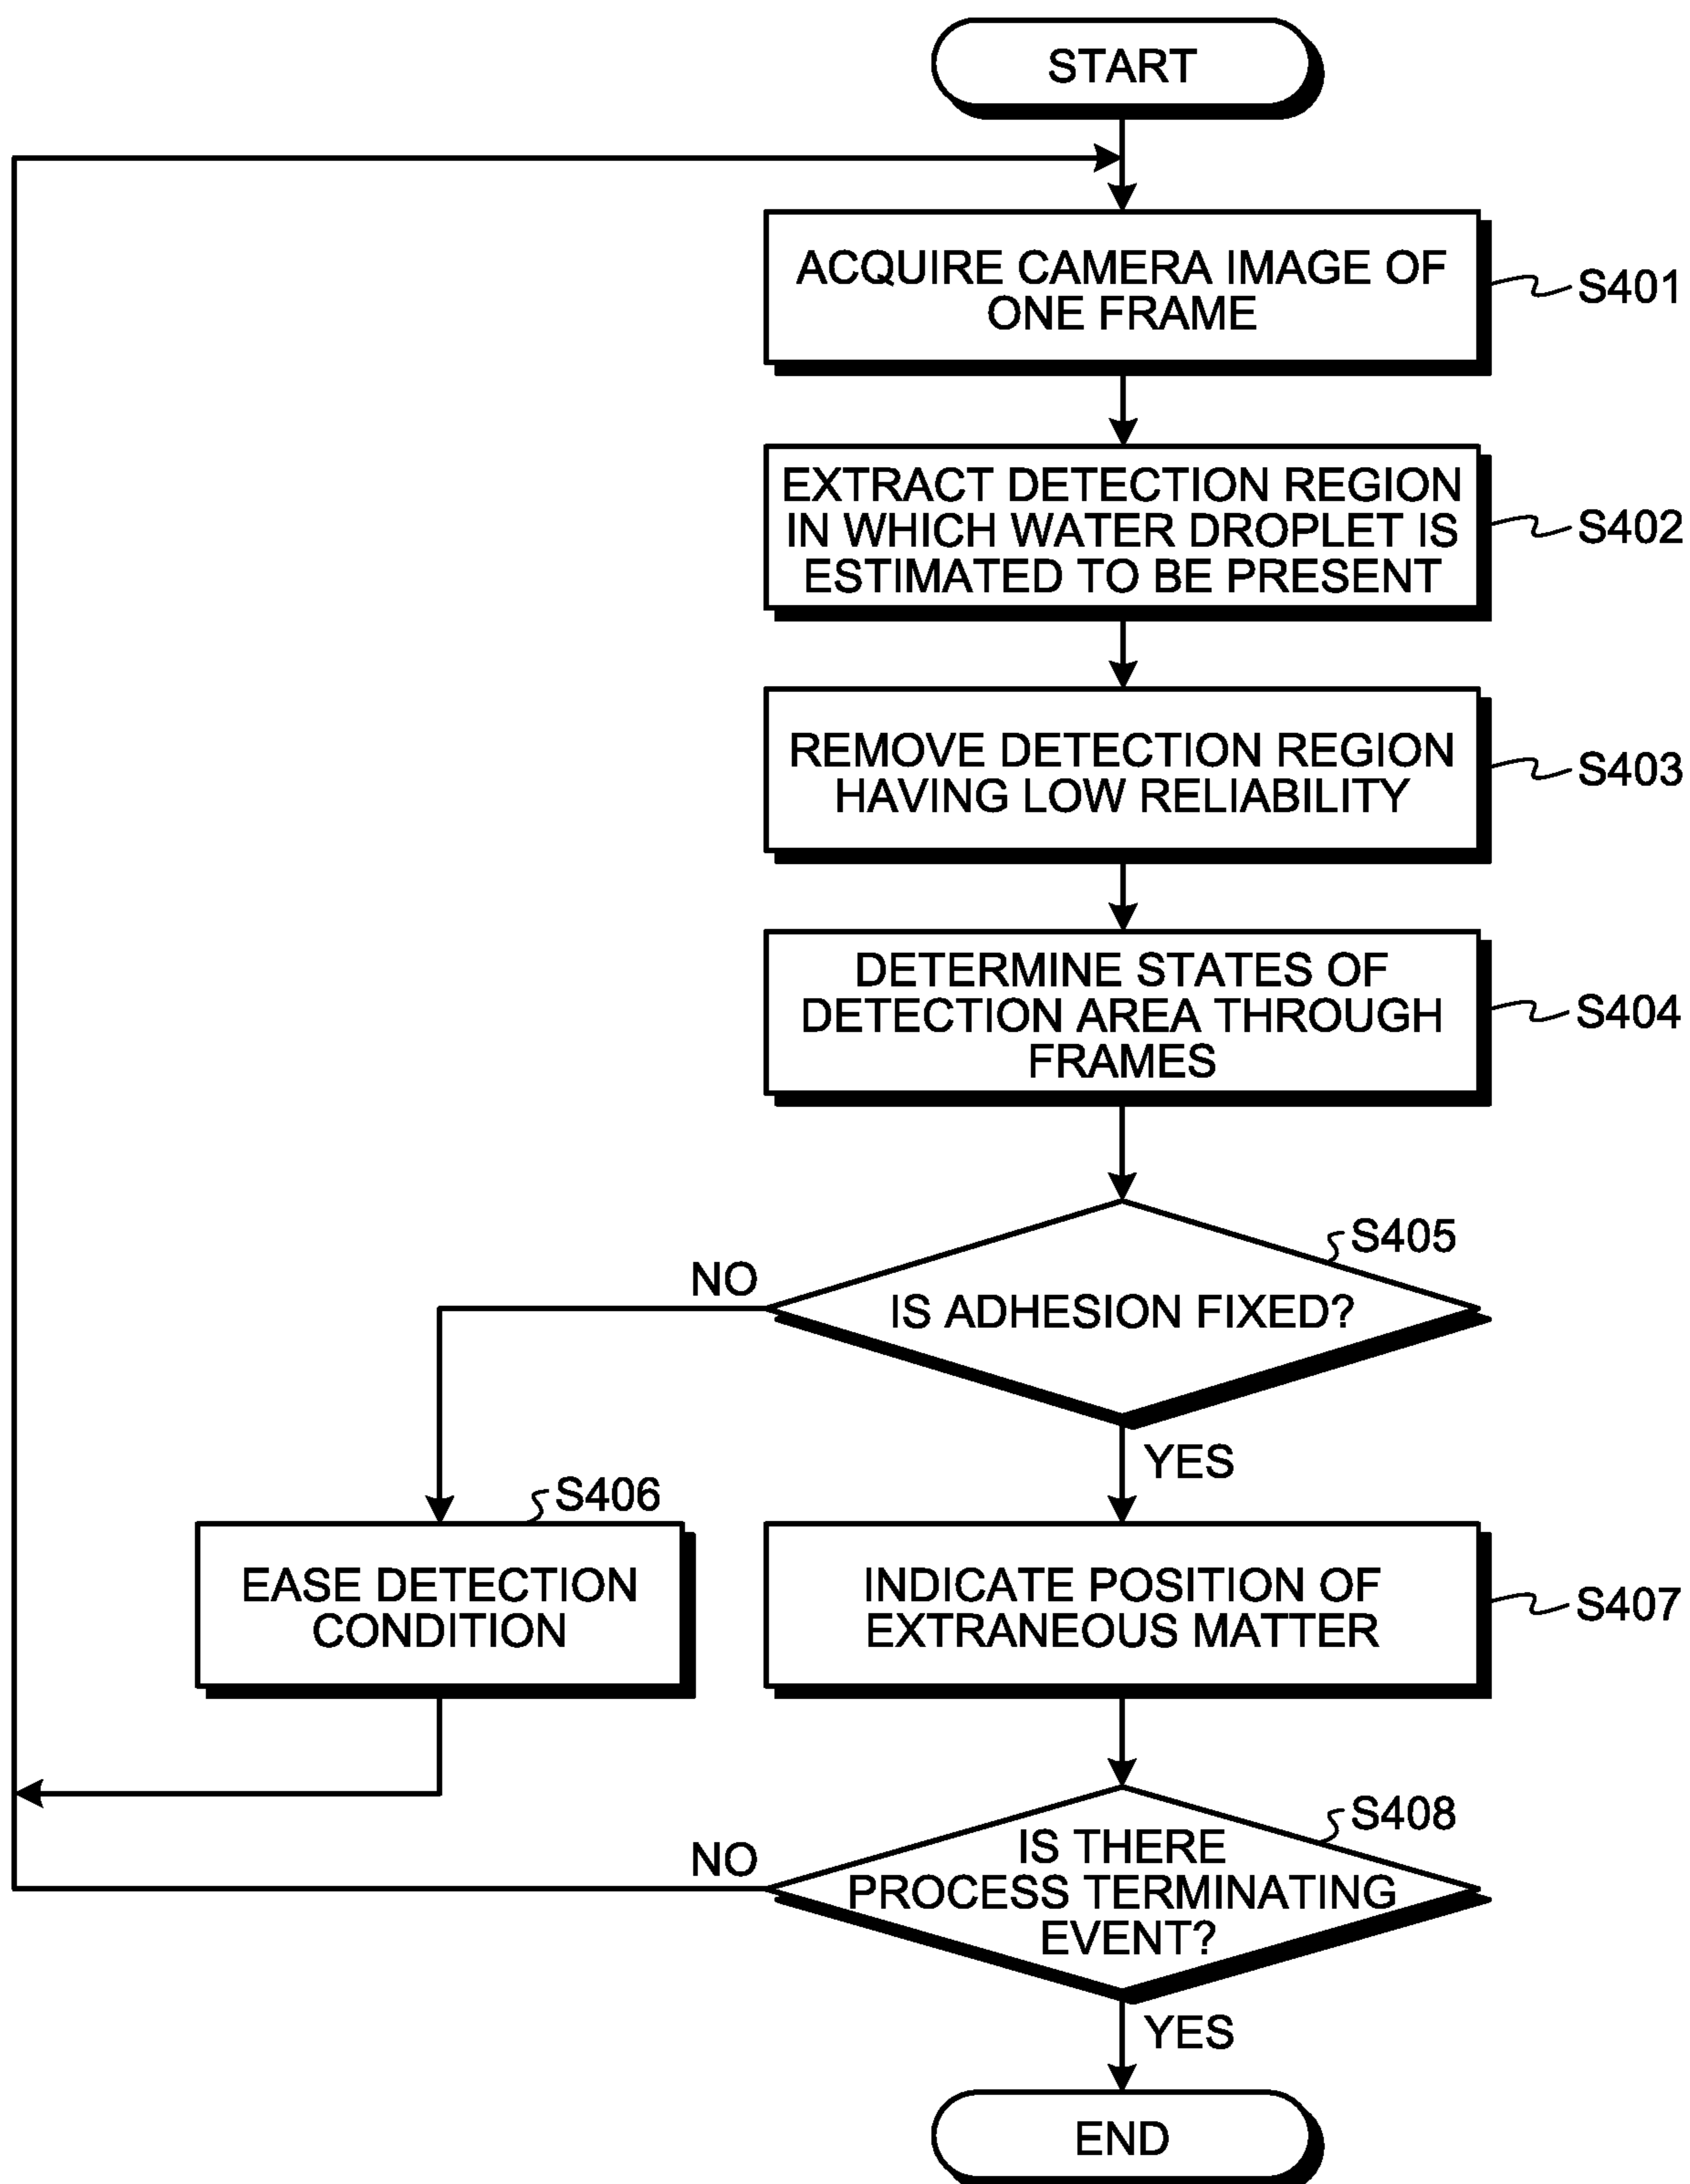 START
ACQUIRE CAMERA IMAGE OF
ONE FRAME
S401
EXTRACT DETECTION REGION
IN WHICH WATER DROPLET IS
ESTIMATED TO BE PRESENT
S402
REMOVE DETECTION REGION
HAVING LOW RELIABILITY
S403
DETERMINE STATES OF
DETECTION AREA THROUGH
FRAMES
S404
S405
NO
IS ADHESION FIXED?
YES
S406
EASE DETECTION
CONDITION
INDICATE POSITION OF
EXTRANEOUS MATTER
S407
S408
NO
IS THERE
PROCESS TERMINATING
EVENT?
YES
END